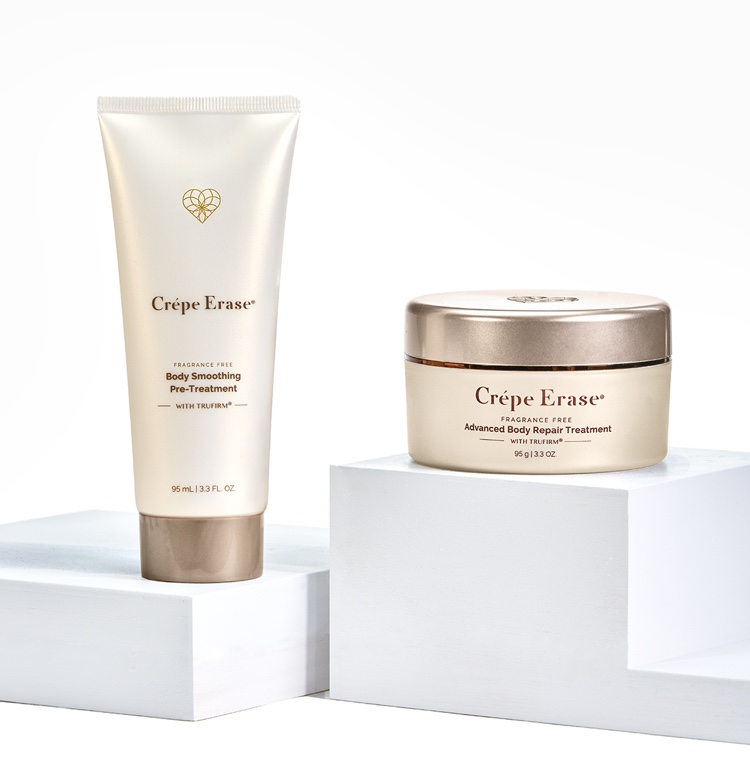 Crépe Erase®
FRAGRANCE FREE
Body Smoothing
Pre-Treatment
WITH TRUFIRM®
95 mL | 3.3 FL. OZ.
Crépe Erase®
FRAGRANCE FREE
Advanced Body Repair Treatment
WITH TRUFIRM®
95 g | 3.3 OZ.